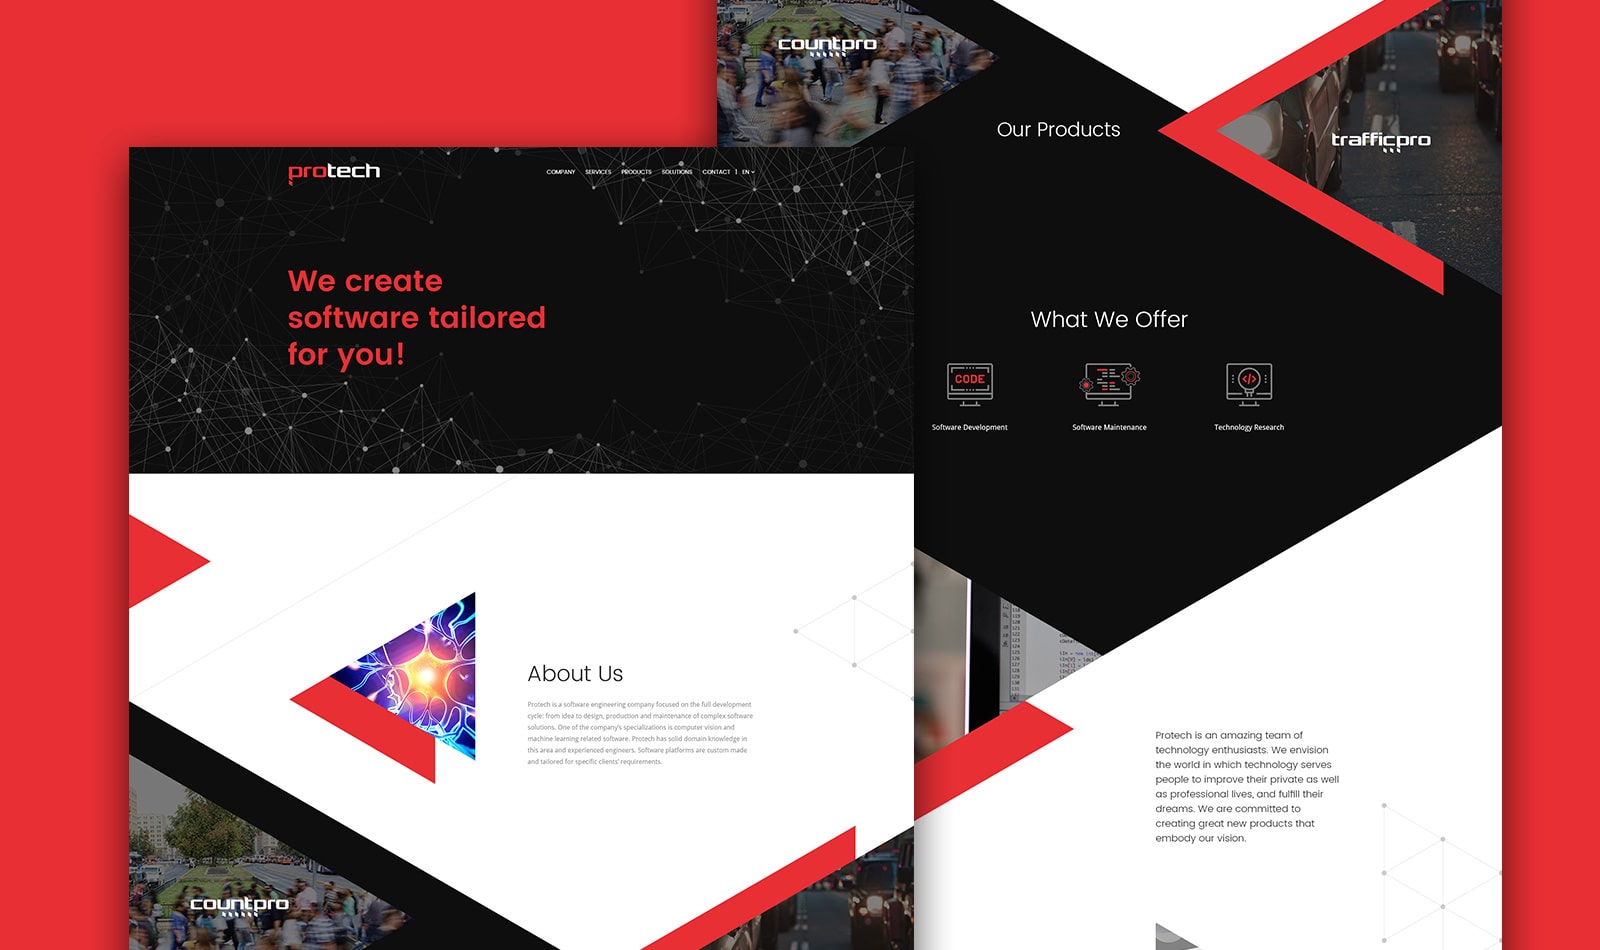 protech
COMPANY SERVICES PRODUCTS SOLUTIONS CONTACT | EN
We create
software tailored
for you!
About Us
Protech is a software engineering company focused on the full development
cycle: from idea to design, production and maintenance of complex software
solutions. One of the company's specializations is computer vision and
machine learning related software. Protech has solid domain knowledge in
this area and experienced engineers. Software platforms are custom made
and tailored for specific clients' requirements.
countpro
countpro
Our Products
trafficpro
What We Offer
CODE
</>
Software Development Software Maintenance Technology Research
Protech is an amazing team of
technology enthusiasts. We envision
the world in which technology serves
people to improve their private as well
as professional lives, and fulfill their
dreams. We are committed to
creating great new products that
embody our vision.